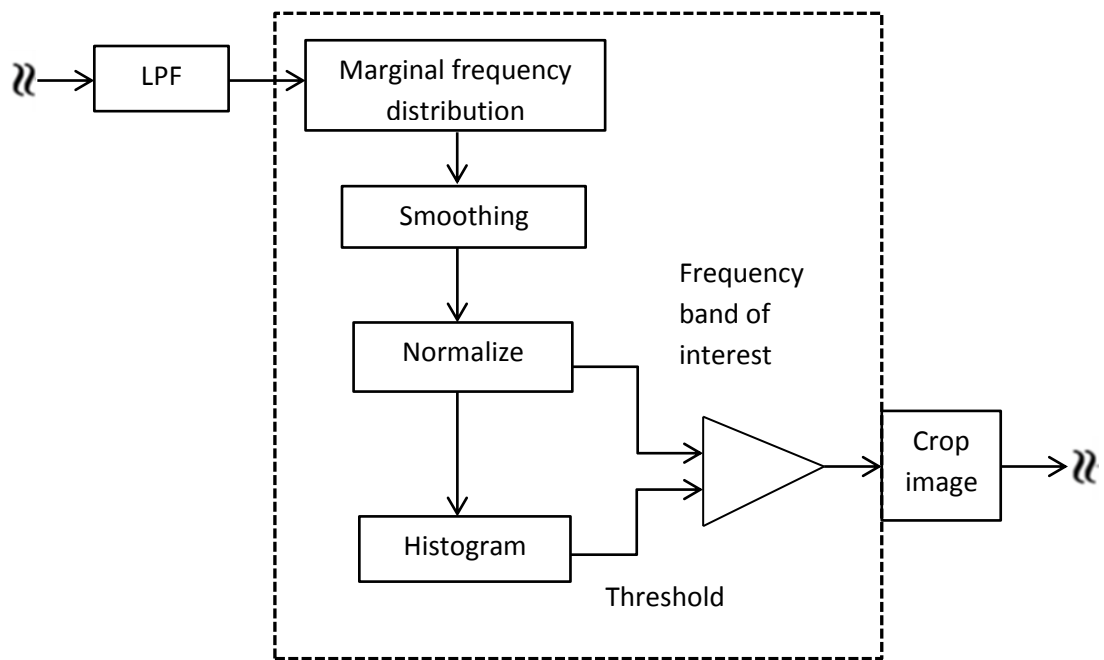 LPF
Marginal frequency
distribution
Smoothing
Frequency
band of
interest
Normalize
Crop
image
Histogram
Threshold